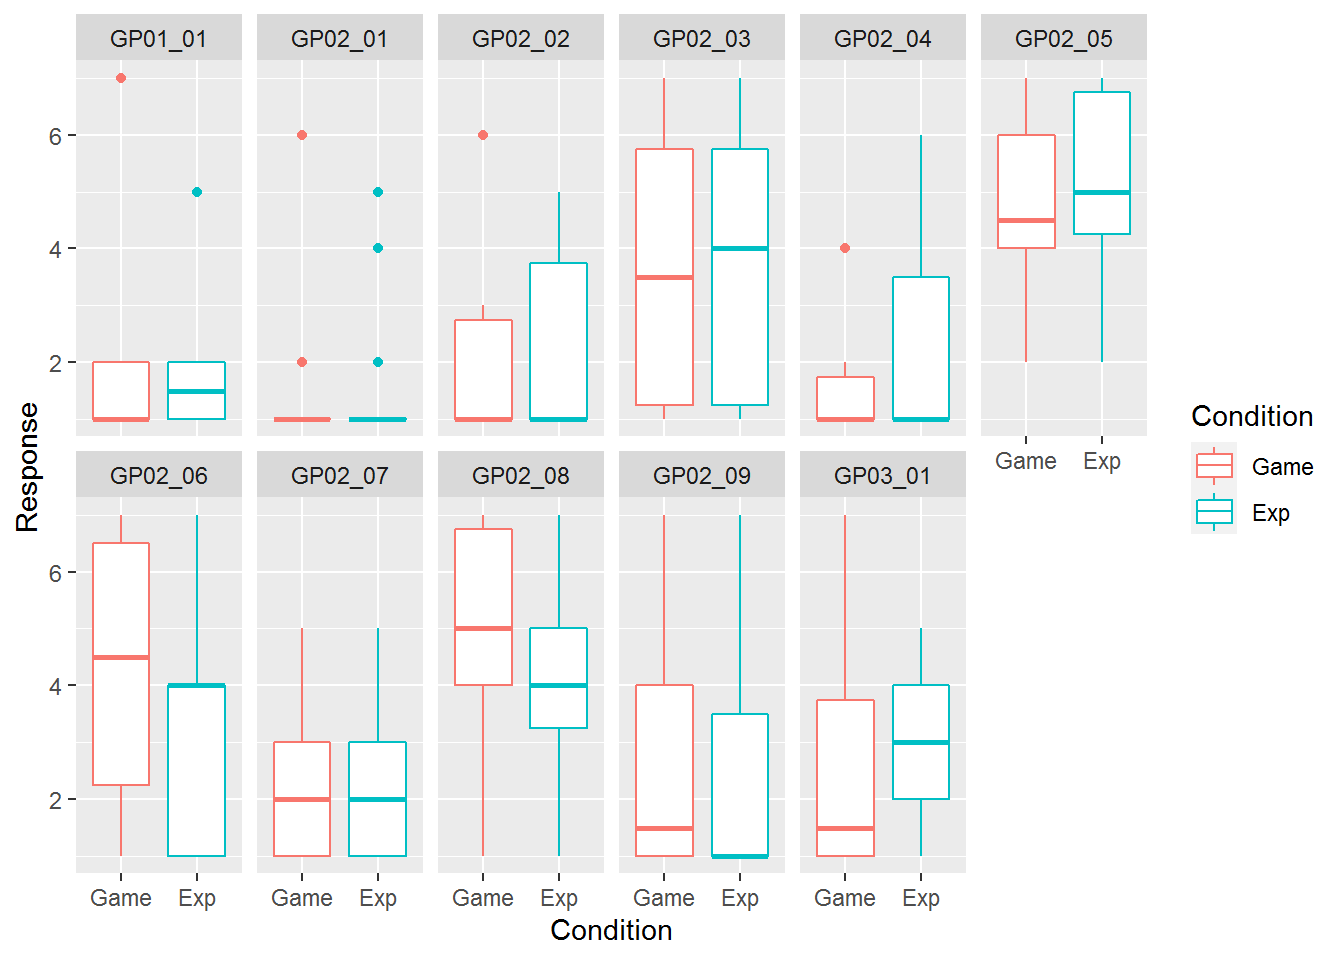 GP01_01 GP02_01 GP02_02 GP02_03 GP02_04 GP02_05
6
4
2
Response
Game Exp
Condition
Game
Exp
GP02_06 GP02_07 GP02_08 GP02_09 GP03_01
6
4
2
Game Exp Game Exp Game Exp Game Exp Game Exp
Condition